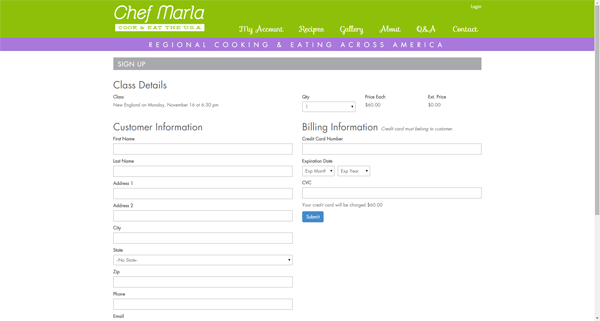 Login
Chef Marla
COOK & EAT THE U.S.A.
My Account Recipes Gallery About Q&A Contact
REGIONAL COOKING & EATING ACROSS AMERICA
SIGN UP
Class Details
Class Qty Price Each Ext. Price
New England on Monday, November 16 at 6:30 pm 1 $60.00 $0.00
Customer Information
First Name
Last Name
Address 1
Address 2
City
State
--No State--
Zip
Phone
Email
Billing Information Credit card must belong to customer.
Credit Card Number
Expiration Date
Exp Month Exp Year
CVC
Your credit card will be charged $60.00
Submit